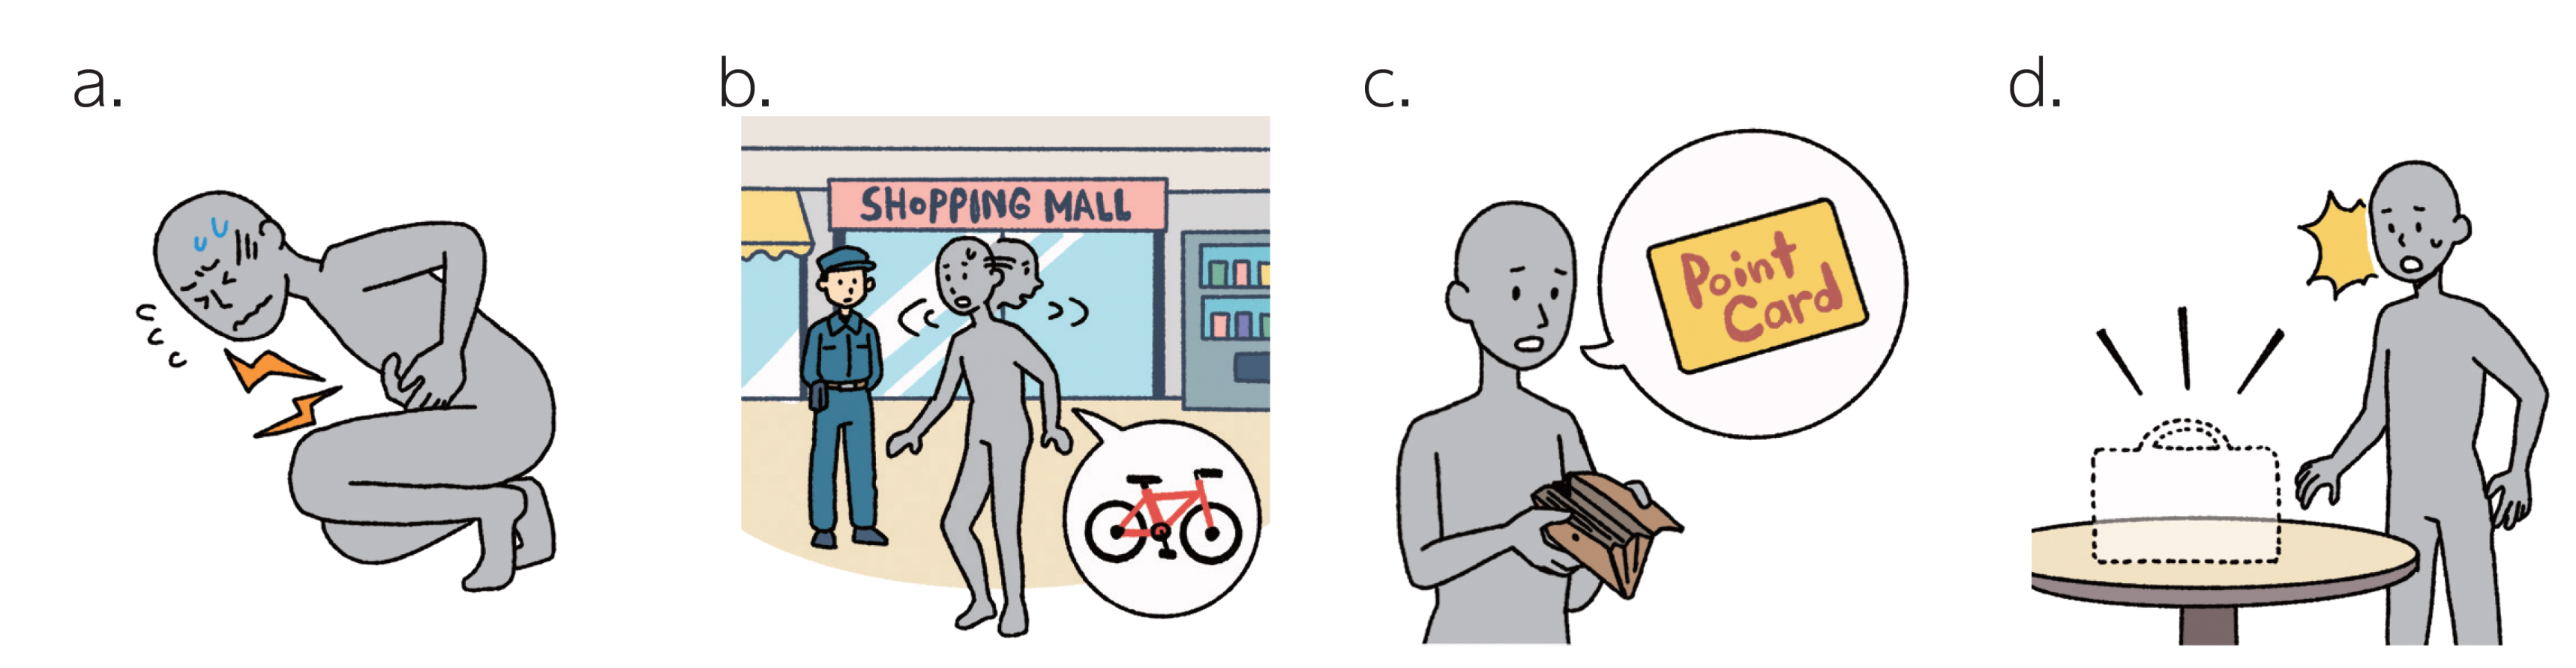 a.
b.
c.
d.
SHOPPING MALL
Point
Card